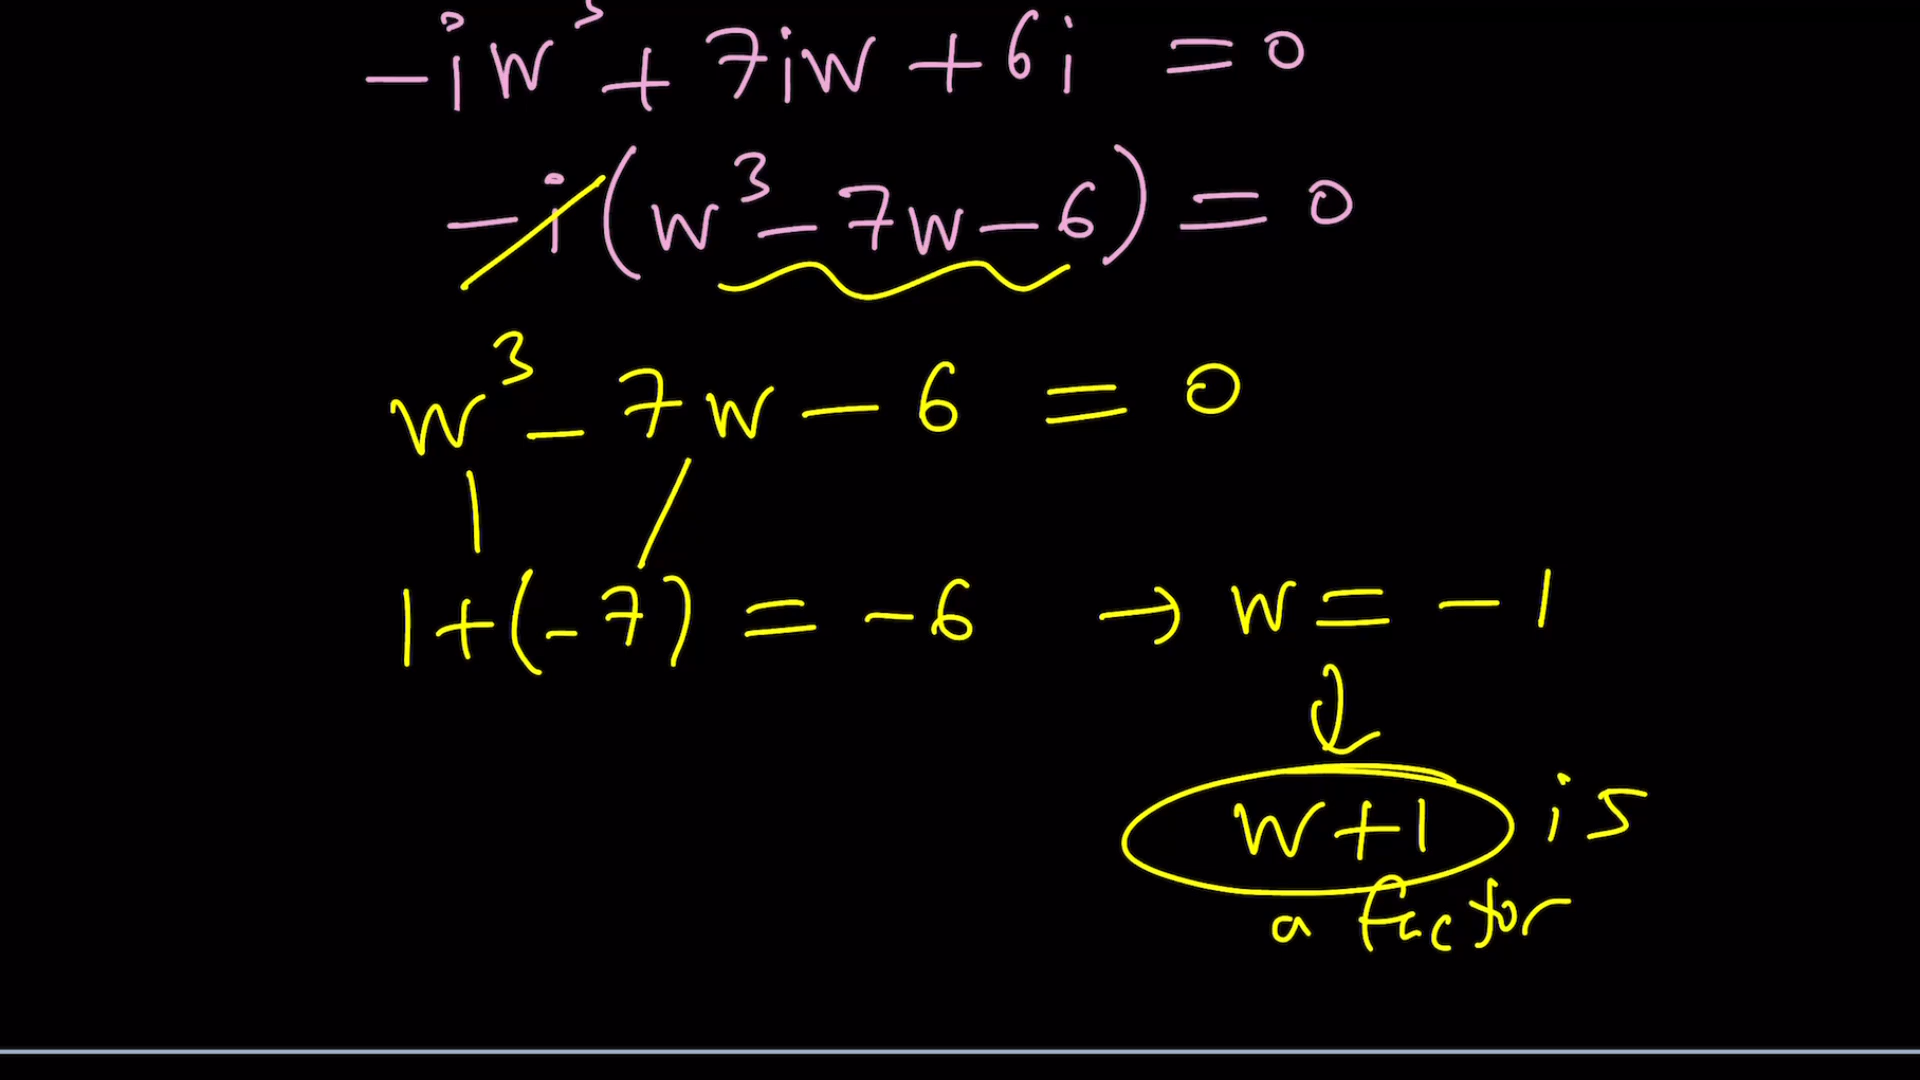 -iw³ + 7iw + 6i = 0
-i(w³ - 7w - 6) = 0
w³ - 7w - 6 = 0
1 + (-7) = -6 → w = -1
w+1 is
a factor